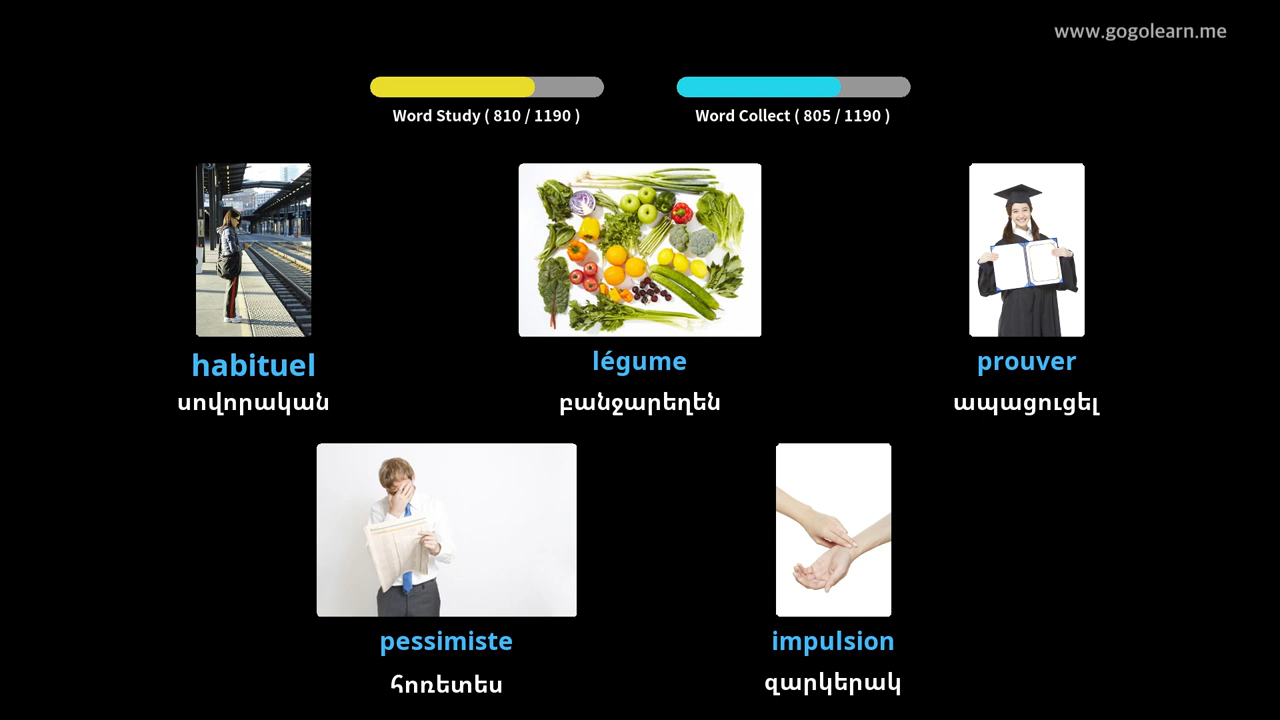 www.gogolearn.me
Word Study ( 810 / 1190 )
Word Collect ( 805 / 1190 )
habituel
սովորական
légume
բանջարեղեն
prouver
ապացուցել
pessimiste
հոռետես
impulsion
զարկերակ